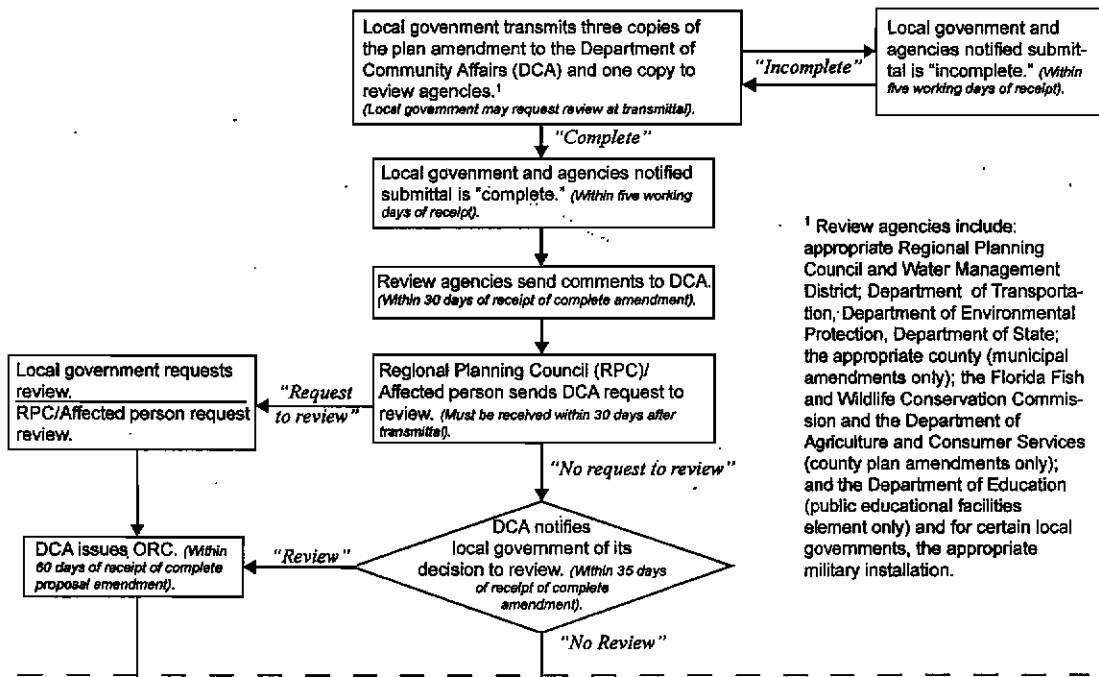 Local govenment transmits three copies
of the plan amendment to the Department of
Community Affairs (DCA) and one copy to
review agencies.¹
(Local government may request review at transmittal).
"Incomplete"
Local govenment and
agencies notified submit-
tal is "incomplete." (Within
five working days of receipt).
"Complete"
Local govenment and agencies notified
submittal is "complete." (Within five working
days of receipt).
Review agencies send comments to DCA.
(Within 30 days of receipt of complete amendment).
Local government requests
review.
RPC/Affected person request
review.
"Request
to review"
Regional Planning Council (RPC)/
Affected person sends DCA request to
review. (Must be received within 30 days after
transmittal).
"No request to review"
DCA issues ORC. (Within
60 days of receipt of complete
proposal amendment).
"Review"
DCA notifies
local government of its
decision to review. (Within 35 days
of receipt of complete
amendment).
"No Review"
¹ Review agencies include:
appropriate Regional Planning
Council and Water Management
District; Department of Transporta-
tion, Department of Environmental
Protection, Department of State;
the appropriate county (municipal
amendments only); the Florida Fish
and Wildlife Conservation Commis-
sion and the Department of
Agriculture and Consumer Services
(county plan amendments only);
and the Department of Education
(public educational facilities
element only) and for certain local
governments, the appropriate
military installation.